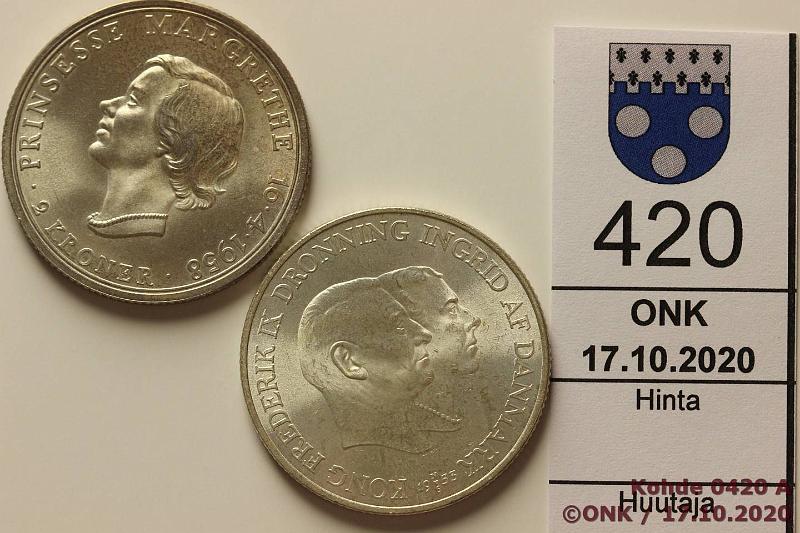 PRINSESSE MARGRETHE 16·4·1958 · 2 KRONER ·
KONG FREDERIK IX DRONNING INGRID AF DANMARK
420
ONK
17.10.2020
Hinta
Huutaja
Kohde 0420 A
©ONK / 17.10.2020